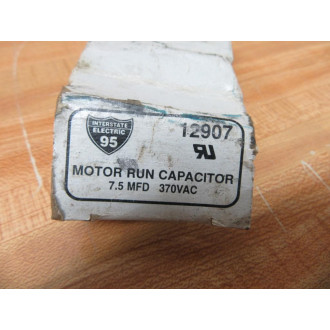 INTERSTATE
ELECTRIC
95
12907
MOTOR RUN CAPACITOR
7.5 MFD 370VAC